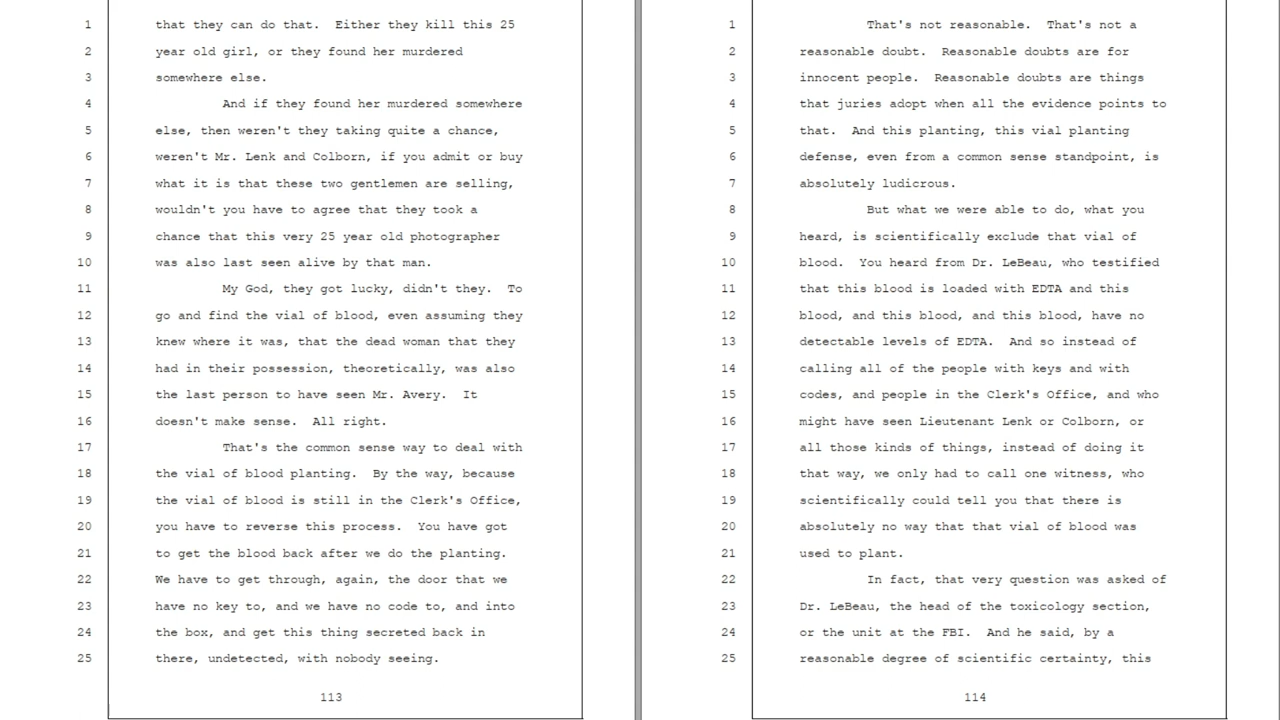 1 that they can do that. Either they kill this 25
2 year old girl, or they found her murdered
3 somewhere else.
4 And if they found her murdered somewhere
5 else, then weren't they taking quite a chance,
6 weren't Mr. Lenk and Colborn, if you admit or buy
7 what it is that these two gentlemen are selling,
8 wouldn't you have to agree that they took a
9 chance that this very 25 year old photographer
10 was also last seen alive by that man.
11 My God, they got lucky, didn't they. To
12 go and find the vial of blood, even assuming they
13 knew where it was, that the dead woman that they
14 had in their possession, theoretically, was also
15 the last person to have seen Mr. Avery. It
16 doesn't make sense. All right.
17 That's the common sense way to deal with
18 the vial of blood planting. By the way, because
19 the vial of blood is still in the Clerk's Office,
20 you have to reverse this process. You have got
21 to get the blood back after we do the planting.
22 We have to get through, again, the door that we
23 have no key to, and we have no code to, and into
24 the box, and get this thing secreted back in
25 there, undetected, with nobody seeing.
113
1 That's not reasonable. That's not a
2 reasonable doubt. Reasonable doubts are for
3 innocent people. Reasonable doubts are things
4 that juries adopt when all the evidence points to
5 that. And this planting, this vial planting
6 defense, even from a common sense standpoint, is
7 absolutely ludicrous.
8 But what we were able to do, what you
9 heard, is scientifically exclude that vial of
10 blood. You heard from Dr. LeBeau, who testified
11 that this blood is loaded with EDTA and this
12 blood, and this blood, and this blood, have no
13 detectable levels of EDTA. And so instead of
14 calling all of the people with keys and with
15 codes, and people in the Clerk's Office, and who
16 might have seen Lieutenant Lenk or Colborn, or
17 all those kinds of things, instead of doing it
18 that way, we only had to call one witness, who
19 scientifically could tell you that there is
20 absolutely no way that that vial of blood was
21 used to plant.
22 In fact, that very question was asked of
23 Dr. LeBeau, the head of the toxicology section,
24 or the unit at the FBI. And he said, by a
25 reasonable degree of scientific certainty, this
114